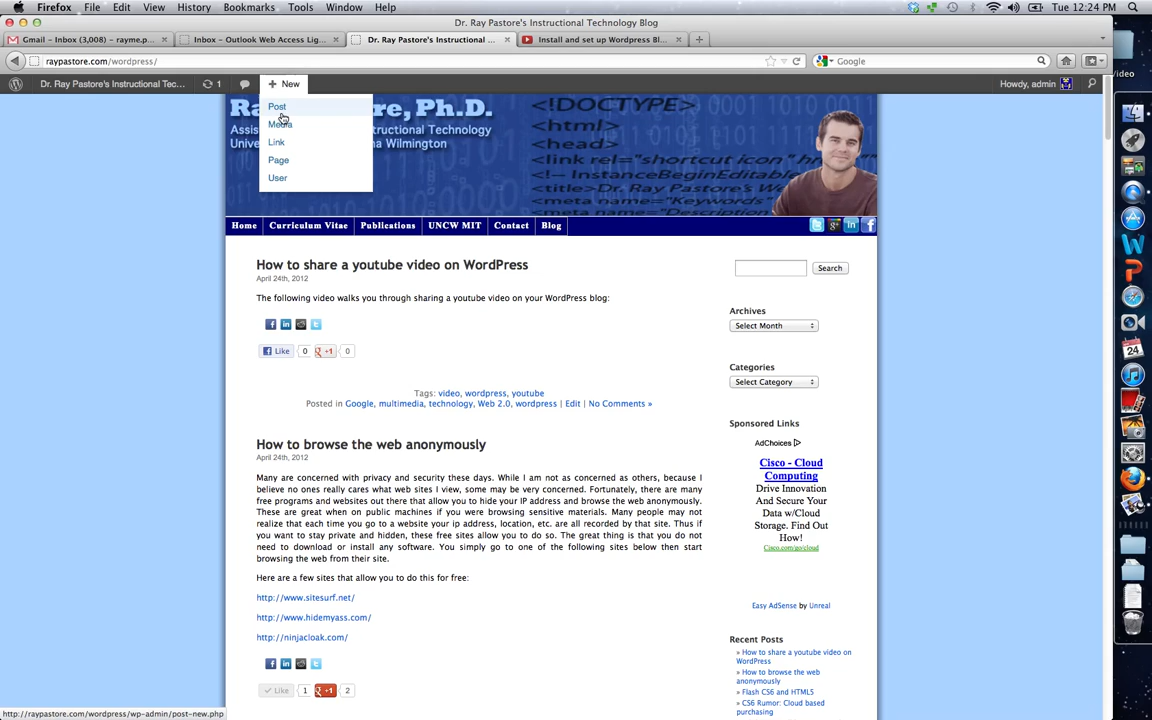 Firefox File Edit View History Bookmarks Tools Window Help Tue 12:24 PM
Dr. Ray Pastore's Instructional Technology Blog
Gmail – Inbox (3,008) – rayme.p... Inbox – Outlook Web Access Lig... Dr. Ray Pastore's Instructional ... Install and set up Wordpress Bl...
raypastore.com/wordpress/ Google
Dr. Ray Pastore's Instructional Tec... 1 + New Howdy, admin
Post
Media
Link
Page
User
Ph.D.
Wilmington
<!DOCTYPE>
<html>
<head>
<link rel="shortcut icon"
<!-- InstanceBeginEditable
<title>Dr. Ray Pastore's
<meta name="Keywords"
<meta name="Description"
Home Curriculum Vitae Publications UNCW MIT Contact Blog
How to share a youtube video on WordPress
April 24th, 2012
The following video walks you through sharing a youtube video on your WordPress blog:
Like 0 +1 0
Tags: video, wordpress, youtube
Posted in Google, multimedia, technology, Web 2.0, wordpress | Edit | No Comments »
How to browse the web anonymously
April 24th, 2012
Many are concerned with privacy and security these days. While I am not as concerned as others, because I
believe no ones really cares what web sites I view, some may be very concerned. Fortunately, there are many
free programs and websites out there that allow you to hide your IP address and browse the web anonymously.
These are great when on public machines if you were browsing sensitive materials. Many people may not
realize that each time you go to a website your ip address, location, etc. are all recorded by that site. Thus if
you want to stay private and hidden, these free sites allow you to do so. The great thing is that you do not
need to download or install any software. You simply go to one of the following sites below then start
browsing the web from their site.
Here are a few sites that allow you to do this for free:
http://www.sitesurf.net/
http://www.hidemyass.com/
http://ninjacloak.com/
Like 1 +1 2
Search
Archives
Select Month
Categories
Select Category
Sponsored Links
AdChoices
Cisco - Cloud
Computing
Drive Innovation
And Secure Your
Data w/Cloud
Storage. Find Out
How!
Cisco.com/go/cloud
Easy AdSense by Unreal
Recent Posts
» How to share a youtube video on
WordPress
» How to browse the web
anonymously
» Flash CS6 and HTML5
» CS6 Rumor: Cloud based
purchasing
http://raypastore.com/wordpress/wp-admin/post-new.php
ideo
24